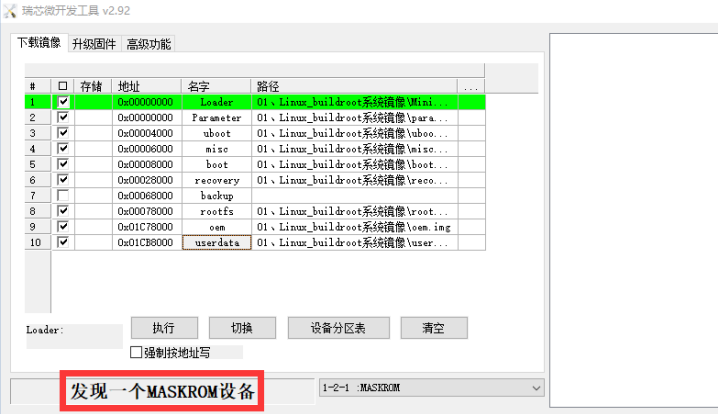 瑞芯微开发工具 v2.92
下载镜像 升级固件 高级功能
# 存储 地址 名字 路径 ...
1 0x00000000 Loader 01、Linux_buildroot系统镜像\Mini...
2 0x00000000 Parameter 01、Linux_buildroot系统镜像\para...
3 0x00004000 uboot 01、Linux_buildroot系统镜像\uboo...
4 0x00006000 misc 01、Linux_buildroot系统镜像\misc...
5 0x00008000 boot 01、Linux_buildroot系统镜像\boot...
6 0x00028000 recovery 01、Linux_buildroot系统镜像\reco...
7 0x00068000 backup
8 0x00078000 rootfs 01、Linux_buildroot系统镜像\root...
9 0x01C78000 oem 01、Linux_buildroot系统镜像\oem.img
10 0x01CB8000 userdata 01、Linux_buildroot系统镜像\user...
Loader: 执行 切换 设备分区表 清空
强制按地址写
发现一个MASKROM设备 1-2-1 :MASKROM